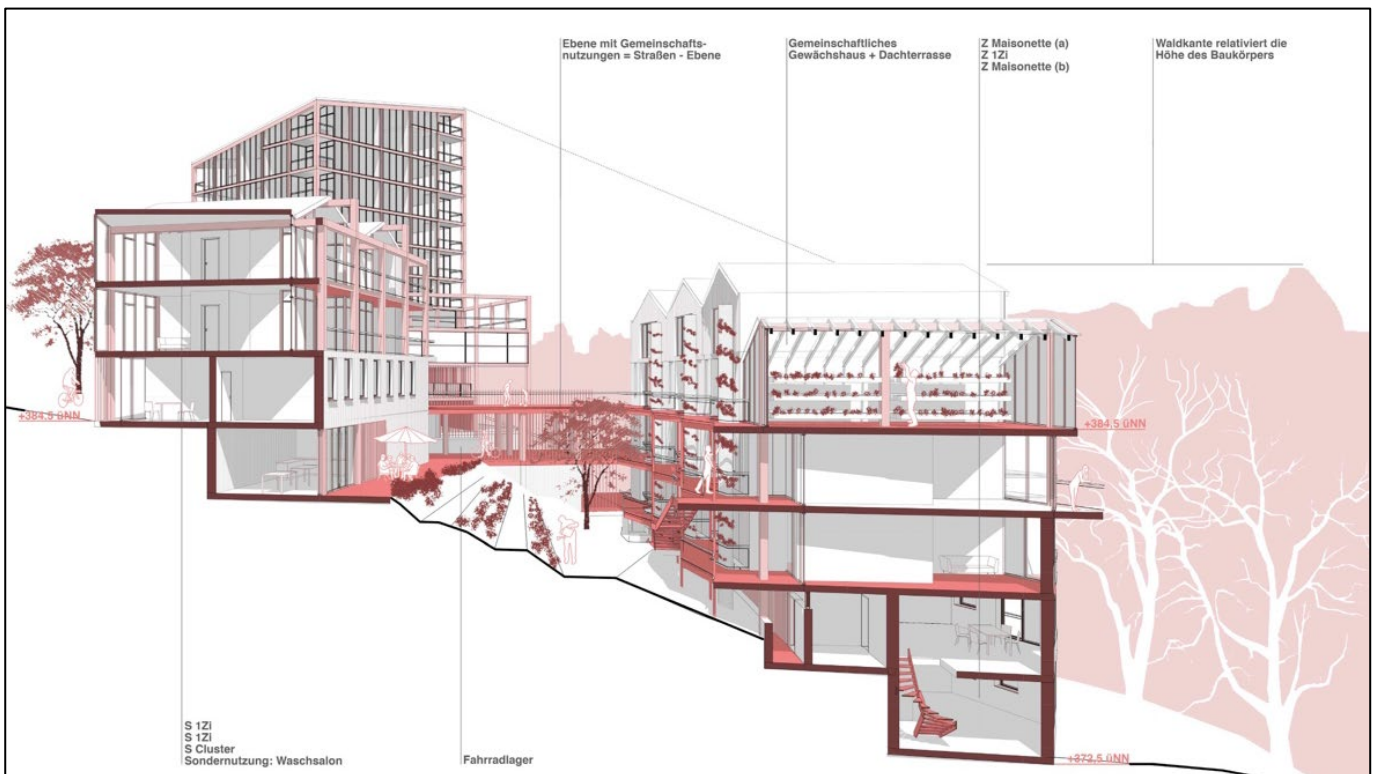 Ebene mit Gemeinschafts-
nutzungen = Straßen - Ebene
Gemeinschaftliches
Gewächshaus + Dachterrasse
Z Maisonette (a)
Z 1Zi
Z Maisonette (b)
Waldkante relativiert die
Höhe des Baukörpers
+384,5 üNN
+384,5 üNN
S 1Zi
S 1Zi
S Cluster
Sondernutzung: Waschsalon
Fahrradlager
+372,5 üNN